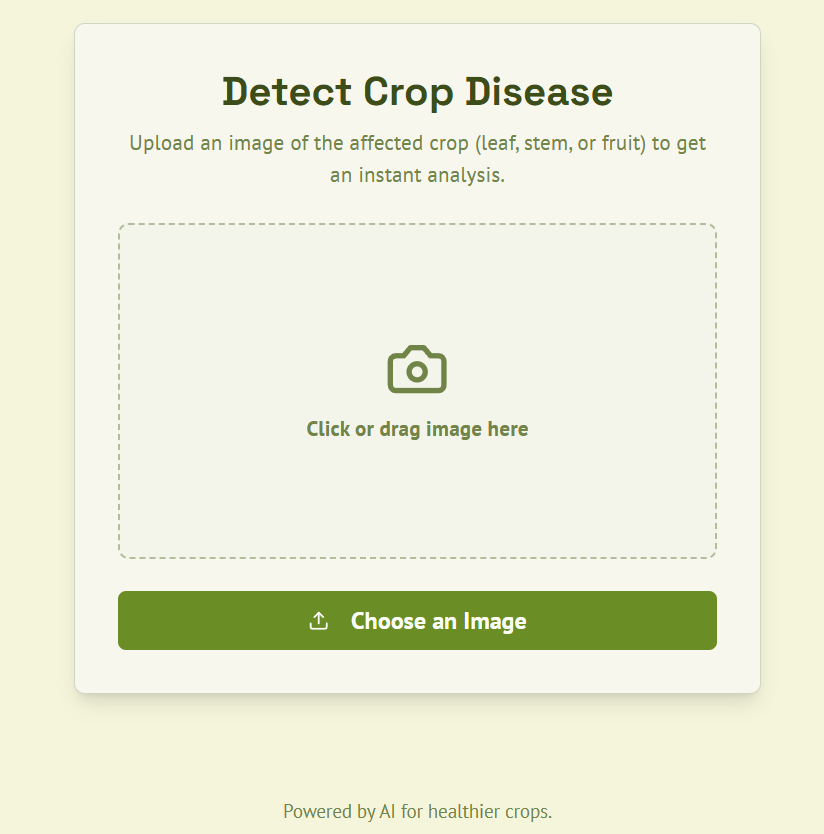 Detect Crop Disease
Upload an image of the affected crop (leaf, stem, or fruit) to get
an instant analysis.
Click or drag image here
Choose an Image
Powered by AI for healthier crops.